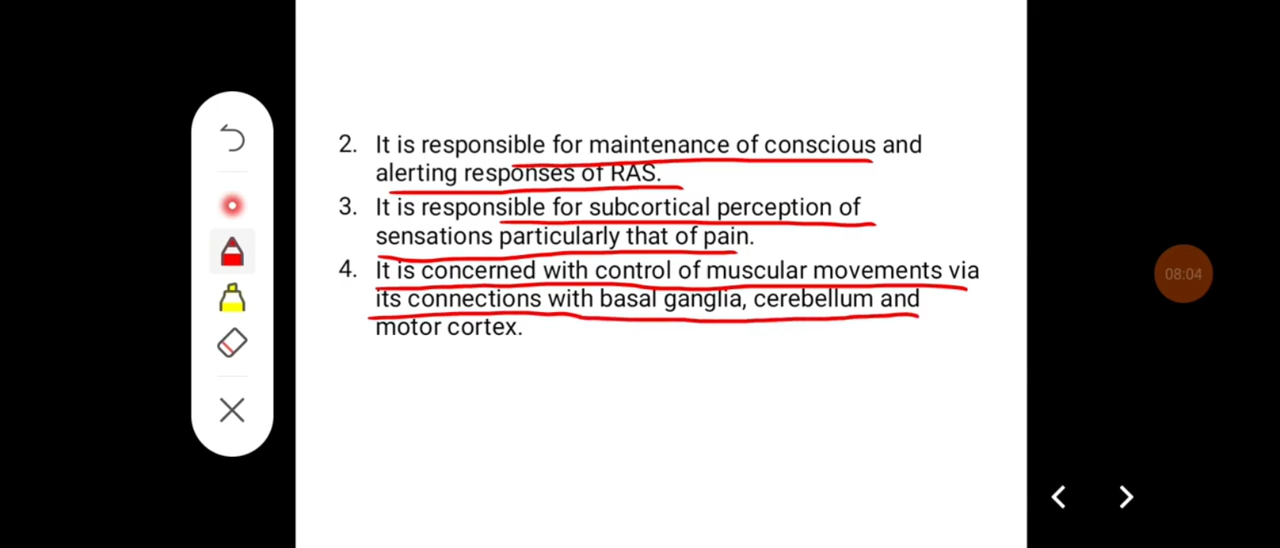 2. It is responsible for maintenance of conscious and
alerting responses of RAS.
3. It is responsible for subcortical perception of
sensations particularly that of pain.
4. It is concerned with control of muscular movements via
its connections with basal ganglia, cerebellum and
motor cortex.
08:04